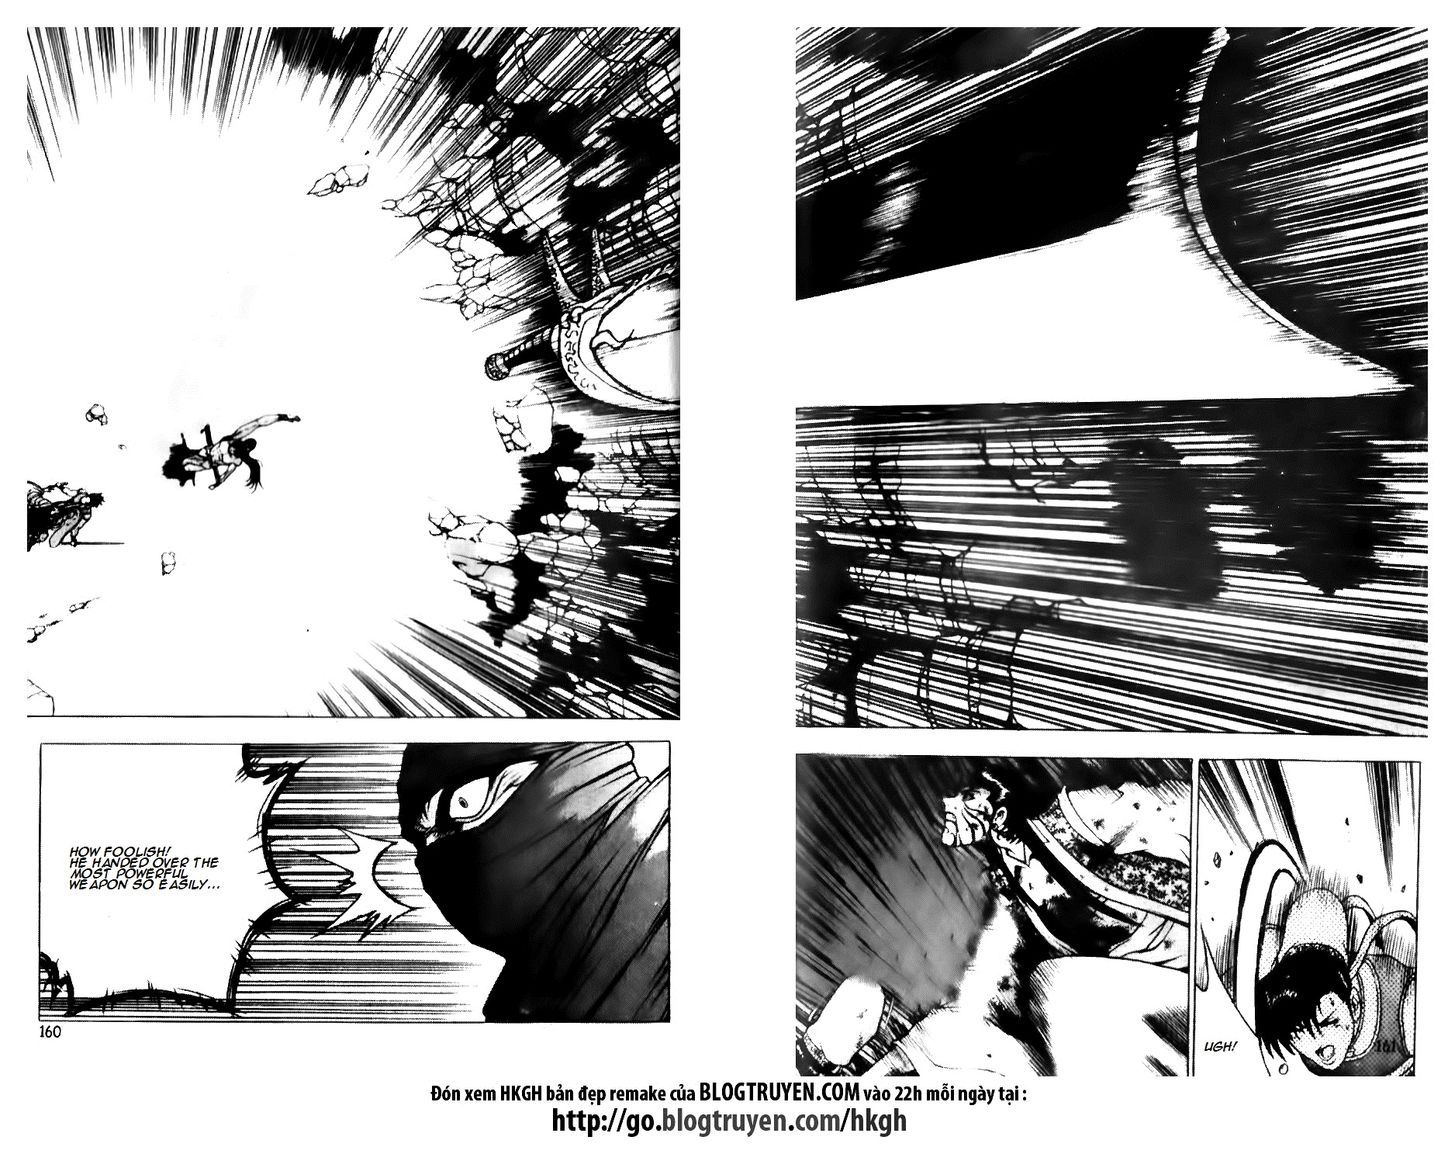 HOW FOOLISH!
HE HANDED OVER THE
MOST POWERFUL
WEAPON SO EASILY...
160
UGH!
161
Đón xem HKGH bản đẹp remake của BLOGTRUYEN.COM vào 22h mỗi ngày tại :
http://go.blogtruyen.com/hkgh